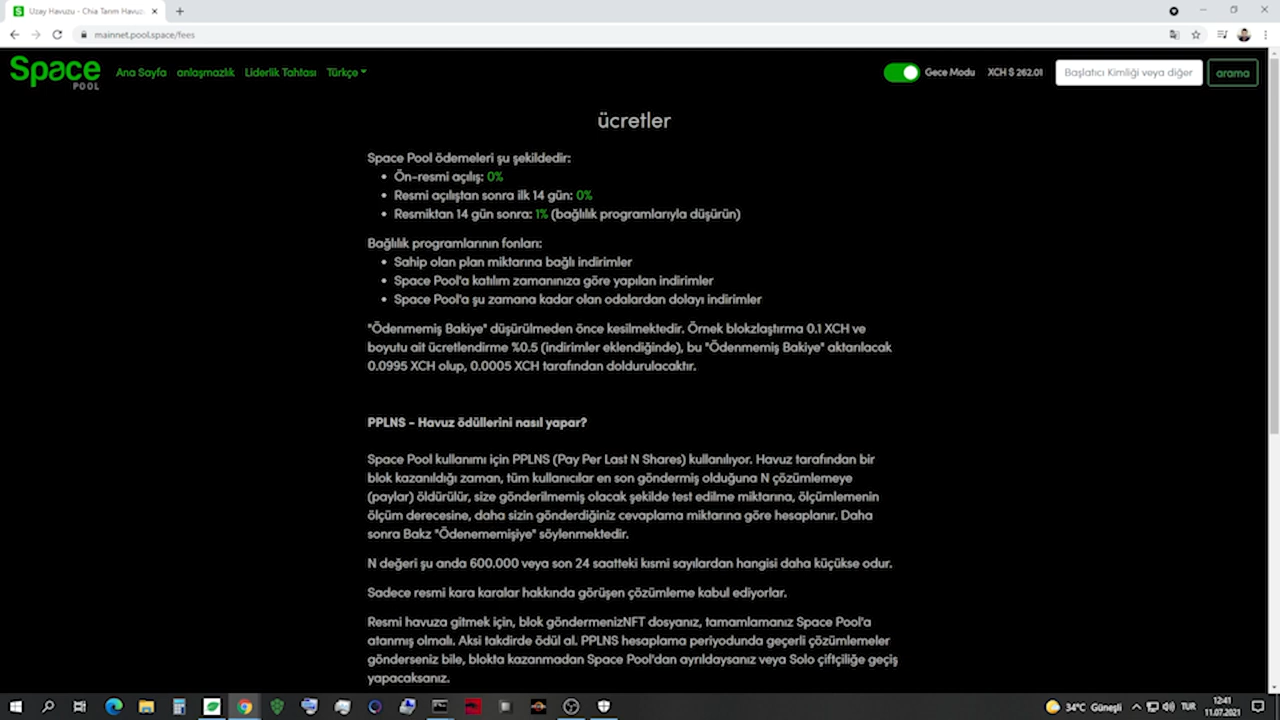 Uzay Havuzu - Chia Tarım Havuz
mainnet.pool.space/fees
Space
POOL
Ana Sayfa anlaşmazlık Liderlik Tahtası Türkçe
Gece Modu XCH $ 262.01 Başlatıcı Kimliği veya diğer arama
ücretler
Space Pool ödemeleri şu şekildedir:
• Ön-resmi açılış: 0%
• Resmi açılıştan sonra ilk 14 gün: 0%
• Resmiktan 14 gün sonra: 1% (bağlılık programlarıyla düşürün)
Bağlılık programlarının fonları:
• Sahip olan plan miktarına bağlı indirimler
• Space Pool'a katılım zamanınıza göre yapılan indirimler
• Space Pool'a şu zamana kadar olan odalardan dolayı indirimler
"Ödenmemiş Bakiye" düşürülmeden önce kesilmektedir. Örnek blokzlaştırma 0.1 XCH ve
boyutu ait ücretlendirme %0.5 (indirimler eklendiğinde), bu "Ödenmemiş Bakiye" aktarılacak
0.0995 XCH olup, 0.0005 XCH tarafından doldurulacaktır.
PPLNS - Havuz ödüllerini nasıl yapar?
Space Pool kullanımı için PPLNS (Pay Per Last N Shares) kullanılıyor. Havuz tarafından bir
blok kazanıldığı zaman, tüm kullanıcılar en son göndermiş olduğuna N çözümlemeye
(paylar) öldürülür, size gönderilmemiş olacak şekilde test edilme miktarına, ölçümlemenin
ölçüm derecesine, daha sizin gönderdiğiniz cevaplama miktarına göre hesaplanır. Daha
sonra Bakz "Ödenememişiye" söylenmektedir.
N değeri şu anda 600.000 veya son 24 saatteki kısmi sayılardan hangisi daha küçükse odur.
Sadece resmi kara karalar hakkında görüşen çözümleme kabul ediyorlar.
Resmi havuza gitmek için, blok göndermenizNFT dosyanız, tamamlamanız Space Pool'a
atanmış olmalı. Aksi takdirde ödül al. PPLNS hesaplama periyodunda geçerli çözümlemeler
gönderseniz bile, blokta kazanmadan Space Pool'dan ayrıldaysanız veya Solo çiftçiliğe geçiş
yapacaksanız.
34°C Güneşli TUR 12:41
11.07.2021